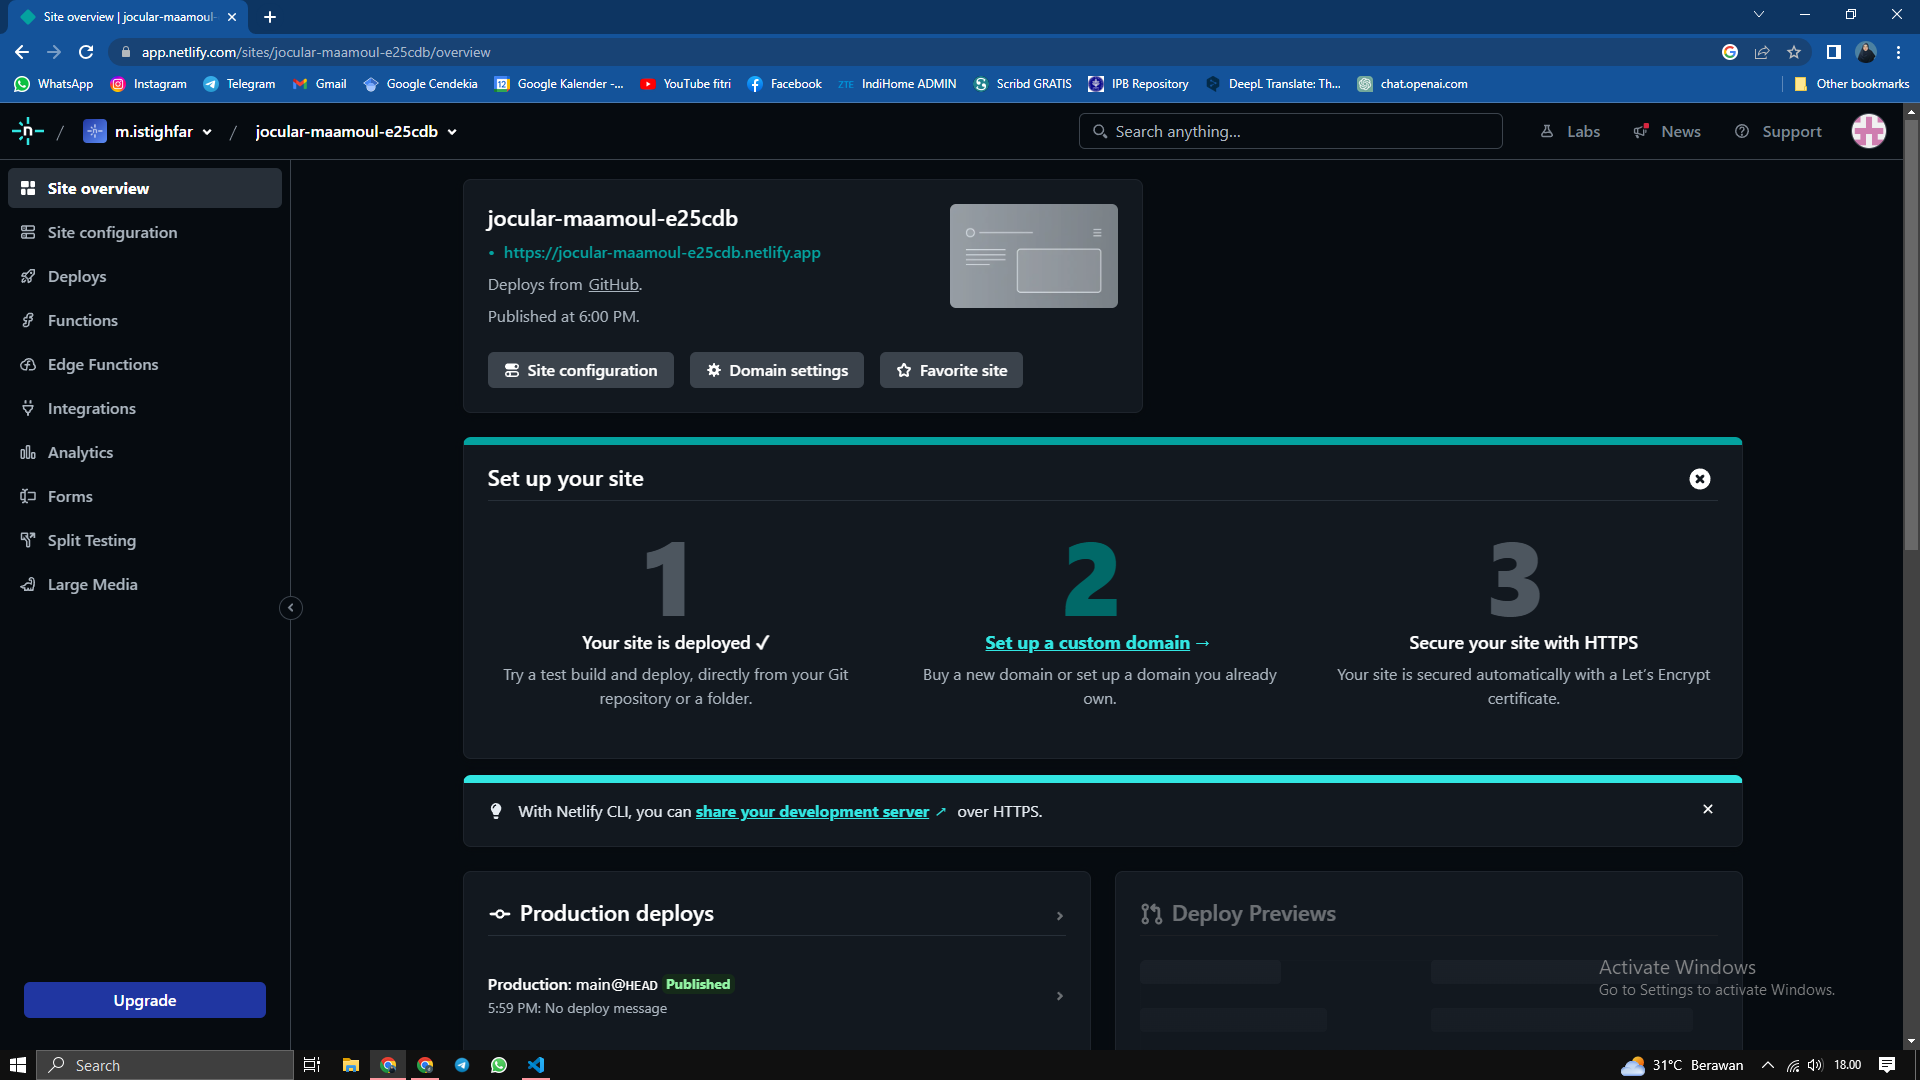 Site overview | jocular-maamoul-
app.netlify.com/sites/jocular-maamoul-e25cdb/overview
WhatsApp Instagram Telegram Gmail Google Cendekia Google Kalender -... YouTube fitri Facebook ZTE IndiHome ADMIN Scribd GRATIS IPB Repository DeepL Translate: Th... chat.openai.com Other bookmarks
n / m.istighfar / jocular-maamoul-e25cdb Search anything... Labs News Support
Site overview
Site configuration
Deploys
Functions
Edge Functions
Integrations
Analytics
Forms
Split Testing
Large Media
Upgrade
jocular-maamoul-e25cdb
• https://jocular-maamoul-e25cdb.netlify.app
Deploys from GitHub.
Published at 6:00 PM.
Site configuration Domain settings Favorite site
Set up your site
1 2 3
Your site is deployed ✓
Try a test build and deploy, directly from your Git
repository or a folder.
Set up a custom domain →
Buy a new domain or set up a domain you already
own.
Secure your site with HTTPS
Your site is secured automatically with a Let’s Encrypt
certificate.
With Netlify CLI, you can share your development server ↗ over HTTPS.
Production deploys
Production: main@HEAD Published
5:59 PM: No deploy message
Deploy Previews
Activate Windows
Go to Settings to activate Windows.
Search
31°C Berawan 18.00